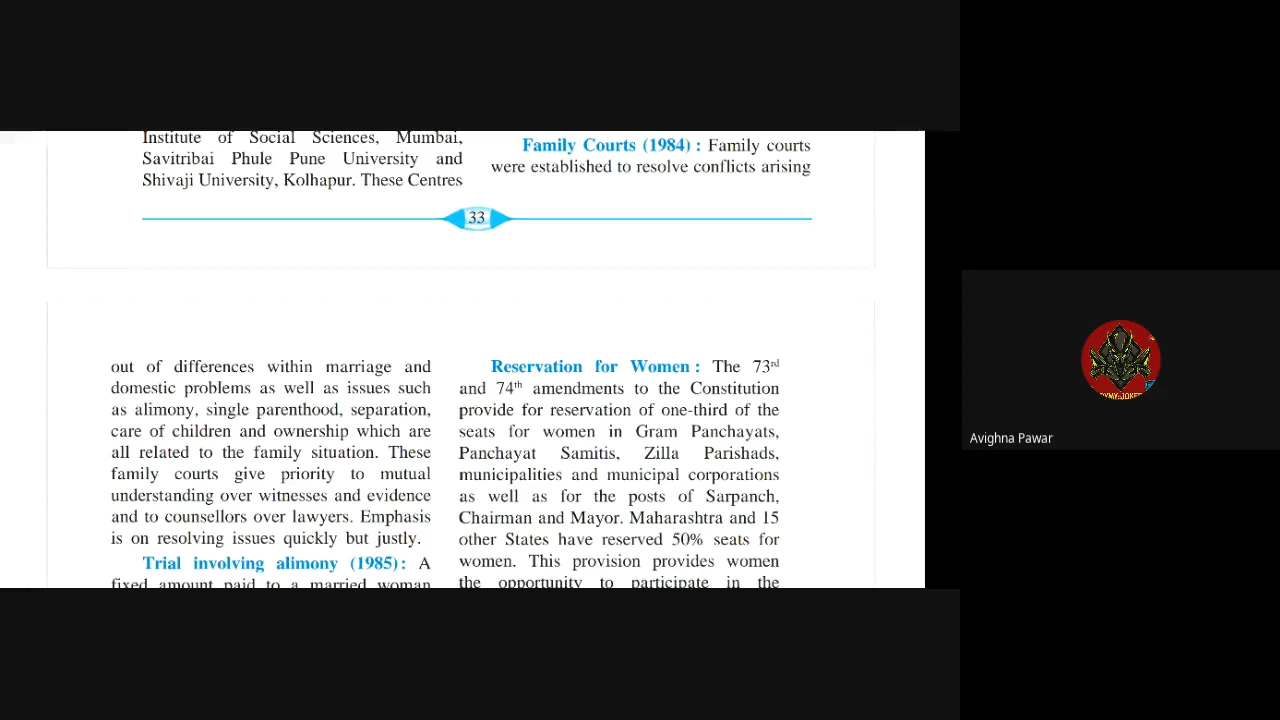 Institute of Social Sciences, Mumbai,
Savitribai Phule Pune University and
Shivaji University, Kolhapur. These Centres
Family Courts (1984) : Family courts
were established to resolve conflicts arising
33
out of differences within marriage and
domestic problems as well as issues such
as alimony, single parenthood, separation,
care of children and ownership which are
all related to the family situation. These
family courts give priority to mutual
understanding over witnesses and evidence
and to counsellors over lawyers. Emphasis
is on resolving issues quickly but justly.
Trial involving alimony (1985) : A
fixed amount paid to a married woman
Reservation for Women : The 73rd
and 74th amendments to the Constitution
provide for reservation of one-third of the
seats for women in Gram Panchayats,
Panchayat Samitis, Zilla Parishads,
municipalities and municipal corporations
as well as for the posts of Sarpanch,
Chairman and Mayor. Maharashtra and 15
other States have reserved 50% seats for
women. This provision provides women
the opportunity to participate in the
Avighna Pawar